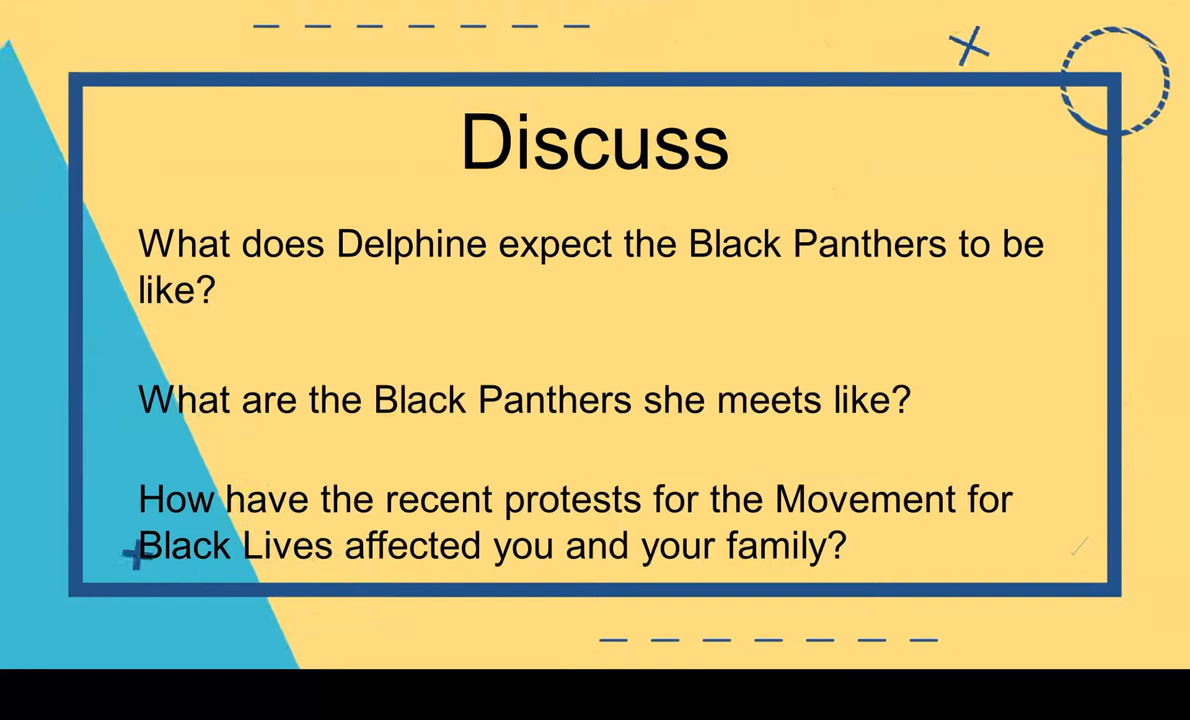 Discuss
What does Delphine expect the Black Panthers to be
like?
What are the Black Panthers she meets like?
How have the recent protests for the Movement for
Black Lives affected you and your family?